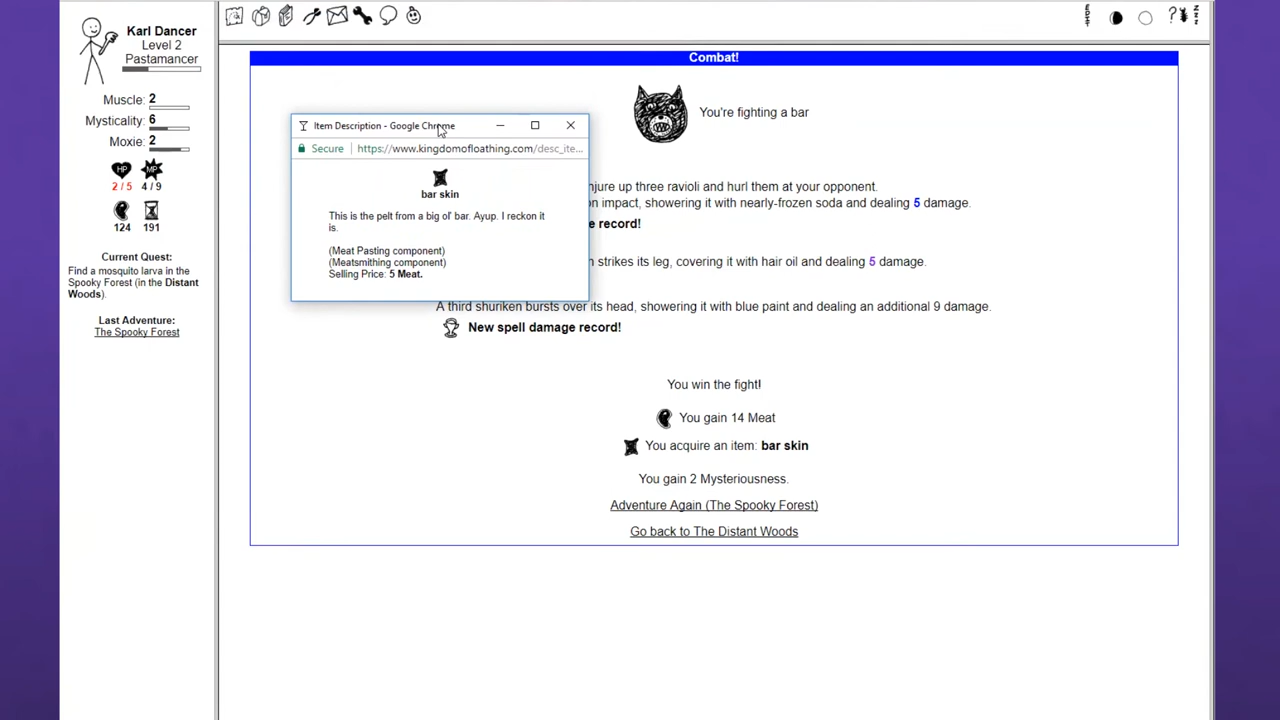 Karl Dancer
Level 2
Pastamancer
Muscle: 2
Mysticality: 6
Moxie: 2
HP MP
2 / 5 4 / 9
124 191
Current Quest:
Find a mosquito larva in the
Spooky Forest (in the Distant
Woods).
Last Adventure:
The Spooky Forest
EDIT
?
Combat!
You're fighting a bar
Item Description - Google Chrome
Secure https://www.kingdomofloathing.com/desc_ite...
bar skin
This is the pelt from a big ol' bar. Ayup. I reckon it
is.
(Meat Pasting component)
(Meatsmithing component)
Selling Price: 5 Meat.
njure up three ravioli and hurl them at your opponent.
on impact, showering it with nearly-frozen soda and dealing 5 damage.
e record!
n strikes its leg, covering it with hair oil and dealing 5 damage.
A third shuriken bursts over its head, showering it with blue paint and dealing an additional 9 damage.
New spell damage record!
You win the fight!
You gain 14 Meat
You acquire an item: bar skin
You gain 2 Mysteriousness.
Adventure Again (The Spooky Forest)
Go back to The Distant Woods